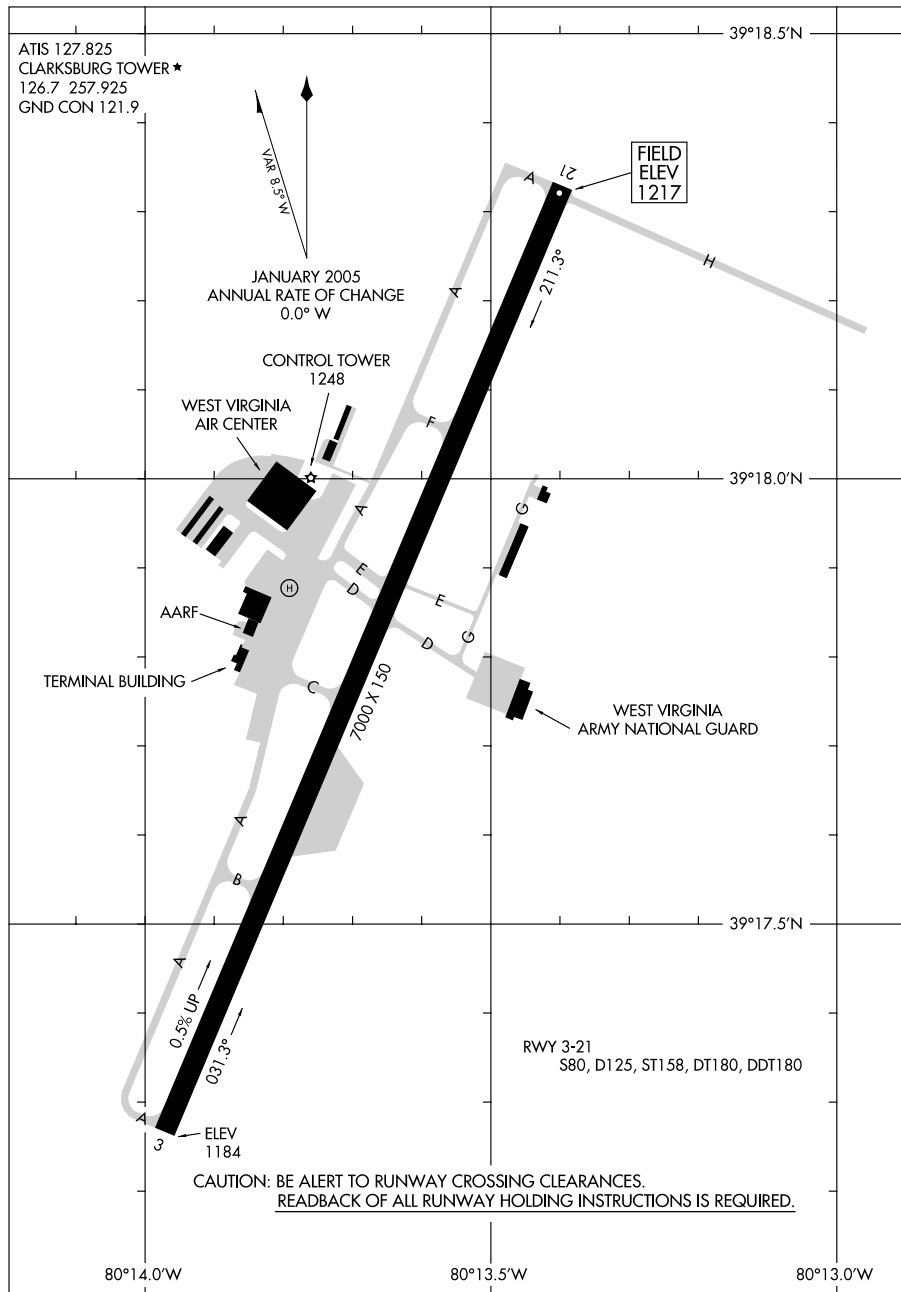 ATIS 127.825
CLARKSBURG TOWER ★
126.7 257.925
GND CON 121.9
39°18.5'N
VAR 8.5° W
JANUARY 2005
ANNUAL RATE OF CHANGE
0.0° W
FIELD
ELEV
1217
21
A
H
211.3°
A
CONTROL TOWER
1248
WEST VIRGINIA
AIR CENTER
F
39°18.0'N
A
G
E
D
H
E
AARF
G
D
TERMINAL BUILDING
C
7000 X 150
WEST VIRGINIA
ARMY NATIONAL GUARD
A
B
39°17.5'N
A
0.5% UP
031.3°
RWY 3-21
S80, D125, ST158, DT180, DDT180
A
3
ELEV
1184
CAUTION: BE ALERT TO RUNWAY CROSSING CLEARANCES.
READBACK OF ALL RUNWAY HOLDING INSTRUCTIONS IS REQUIRED.
80°14.0'W
80°13.5'W
80°13.0'W